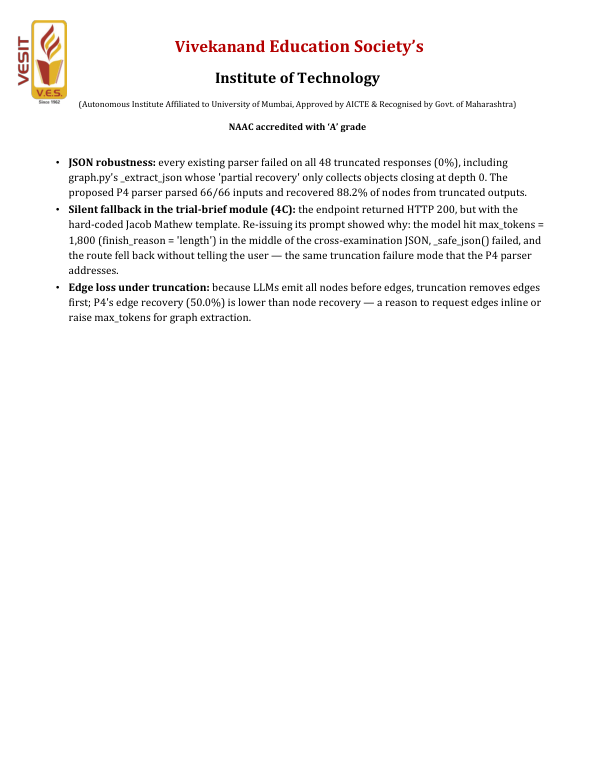 VESIT
V.E.S.
Since 1962
Vivekanand Education Society's
Institute of Technology
(Autonomous Institute Affiliated to University of Mumbai, Approved by AICTE & Recognised by Govt. of Maharashtra)
NAAC accredited with 'A' grade
• JSON robustness: every existing parser failed on all 48 truncated responses (0%), including
graph.py's _extract_json whose 'partial recovery' only collects objects closing at depth 0. The
proposed P4 parser parsed 66/66 inputs and recovered 88.2% of nodes from truncated outputs.
• Silent fallback in the trial-brief module (4C): the endpoint returned HTTP 200, but with the
hard-coded Jacob Mathew template. Re-issuing its prompt showed why: the model hit max_tokens =
1,800 (finish_reason = 'length') in the middle of the cross-examination JSON, _safe_json() failed, and
the route fell back without telling the user — the same truncation failure mode that the P4 parser
addresses.
• Edge loss under truncation: because LLMs emit all nodes before edges, truncation removes edges
first; P4's edge recovery (50.0%) is lower than node recovery — a reason to request edges inline or
raise max_tokens for graph extraction.